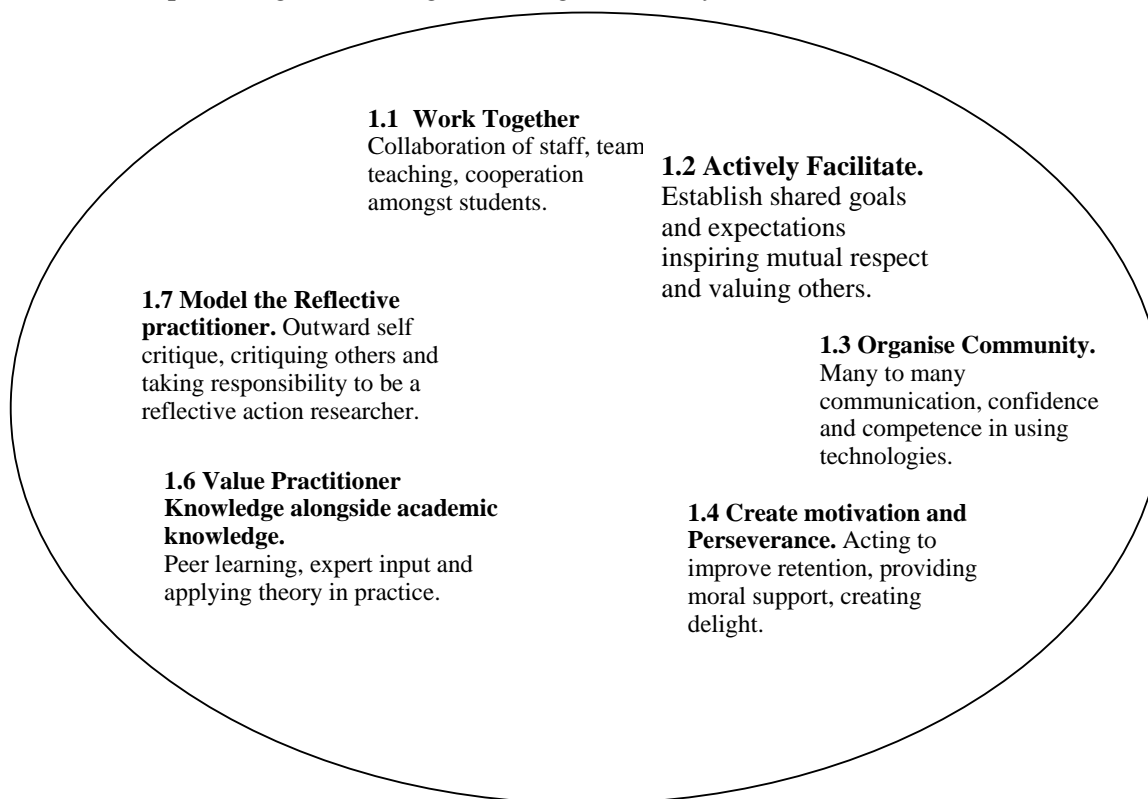 1.1 Work Together
Collaboration of staff, team
teaching, cooperation
amongst students.
1.2 Actively Facilitate.
Establish shared goals
and expectations
inspiring mutual respect
and valuing others.
1.7 Model the Reflective
practitioner. Outward self
critique, critiquing others and
taking responsibility to be a
reflective action researcher.
1.3 Organise Community.
Many to many
communication, confidence
and competence in using
technologies.
1.6 Value Practitioner
Knowledge alongside academic
knowledge.
Peer learning, expert input and
applying theory in practice.
1.4 Create motivation and
Perseverance. Acting to
improve retention, providing
moral support, creating
delight.